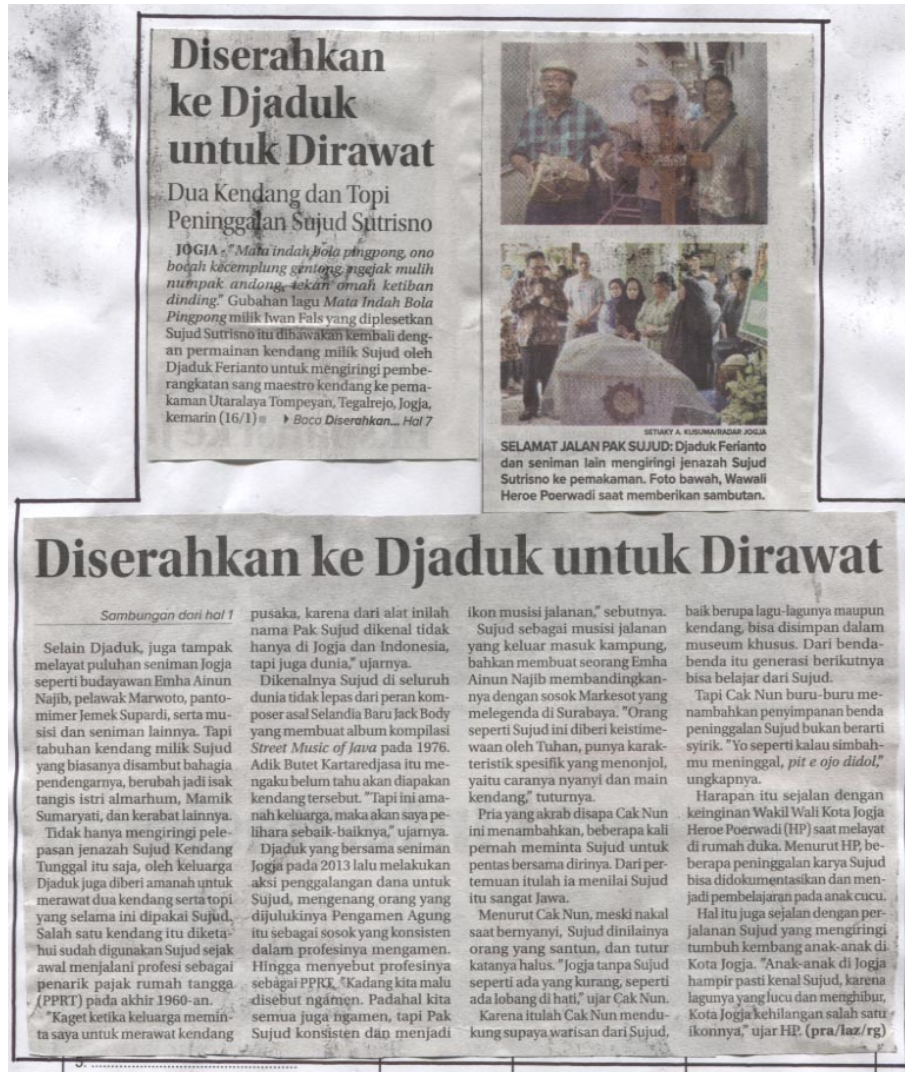 Diserahkan
ke Djaduk
untuk Dirawat
Dua Kendang dan Topi
Peninggalan Sujud Sutrisno
JOGJA - "Mata indah bola pingpong, ono
bocah kecemplung gentong, ngejak mulih
numpak andong, tekan omah ketiban
dinding." Gubahan lagu Mata Indah Bola
Pingpong milik Iwan Fals yang diplesetkan
Sujud Sutrisno itu dibawakan kembali deng-
an permainan kendang milik Sujud oleh
Djaduk Ferianto untuk mengiringi pembe-
rangkatan sang maestro kendang ke pema-
kaman Utaralaya Tompeyan, Tegalrejo, Jogja,
kemarin (16/1)
Baca Diserahkan... Hal 7
SETIAKY A. KUSUMA/RADAR JOGJA
SELAMAT JALAN PAK SUJUD: Djaduk Ferianto
dan seniman lain mengiringi jenazah Sujud
Sutrisno ke pemakaman. Foto bawah, Wawali
Heroe Poerwadi saat memberikan sambutan.
Diserahkan ke Djaduk untuk Dirawat
Sambungan dari hal 1
Selain Djaduk, juga tampak
melayat puluhan seniman Jogja
seperti budayawan Emha Ainun
Najib, pelawak Marwoto, panto-
mimer Jemek Supardi, serta mu-
sisi dan seniman lainnya. Tapi
tabuhan kendang milik Sujud
yang biasanya disambut bahagia
pendengarnya, berubah jadi isak
tangis istri almarhum, Mamik
Sumaryati, dan kerabat lainnya.
Tidak hanya mengiringi pele-
pasan jenazah Sujud Kendang
Tunggal itu saja, oleh keluarga
Djaduk juga diberi amanah untuk
merawat dua kendang serta topi
yang selama ini dipakai Sujud.
Salah satu kendang itu diketa-
hui sudah digunakan Sujud sejak
awal menjalani profesi sebagai
penarik pajak rumah tangga
(PPRT) pada akhir 1960-an.
"Kaget ketika keluarga memin-
ta saya untuk merawat kendang
pusaka, karena dari alat inilah
nama Pak Sujud dikenal tidak
hanya di Jogja dan Indonesia,
tapi juga dunia," ujarnya.
Dikenalnya Sujud di seluruh
dunia tidak lepas dari peran kom-
poser asal Selandia Baru Jack Body
yang membuat album kompilasi
Street Music of Java pada 1976.
Adik Butet Kartaredjasa itu me-
ngaku belum tahu akan diapakan
kendang tersebut. "Tapi ini ama-
nah keluarga, maka akan saya pe-
lihara sebaik-baiknya," ujarnya.
Djaduk yang bersama seniman
Jogja pada 2013 lalu melakukan
aksi penggalangan dana untuk
Sujud, mengenang orang yang
dijulukinya Pengamen Agung
itu sebagai sosok yang konsisten
dalam profesinya mengamen.
Hingga menyebut profesinya
sebagai PPRT. "Kadang kita malu
disebut ngamen. Padahal kita
semua juga ngamen, tapi Pak
Sujud konsisten dan menjadi
ikon musisi jalanan," sebutnya.
Sujud sebagai musisi jalanan
yang keluar masuk kampung,
bahkan membuat seorang Emha
Ainun Najib membandingkan-
nya dengan sosok Markesot yang
melegenda di Surabaya. "Orang
seperti Sujud ini diberi keistime-
waan oleh Tuhan, punya karak-
teristik spesifik yang menonjol,
yaitu caranya nyanyi dan main
kendang," tuturnya.
Pria yang akrab disapa Cak Nun
ini menambahkan, beberapa kali
pernah meminta Sujud untuk
pentas bersama dirinya. Dari per-
temuan itulah ia menilai Sujud
itu sangat Jawa.
Menurut Cak Nun, meski nakal
saat bernyanyi, Sujud dinilainya
orang yang santun, dan tutur
katanya halus. "Jogja tanpa Sujud
seperti ada yang kurang, seperti
ada lobang di hati," ujar Cak Nun.
Karena itulah Cak Nun mendu-
kung supaya warisan dari Sujud,
baik berupa lagu-lagunya maupun
kendang, bisa disimpan dalam
museum khusus. Dari benda-
benda itu generasi berikutnya
bisa belajar dari Sujud.
Tapi Cak Nun buru-buru me-
nambahkan penyimpanan benda
peninggalan Sujud bukan berarti
syirik. "Yo seperti kalau simbah-
mu meninggal, pit e ojo didol,"
ungkapnya.
Harapan itu sejalan dengan
keinginan Wakil Wali Kota Jogja
Heroe Poerwadi (HP) saat melayat
di rumah duka. Menurut HP, be-
berapa peninggalan karya Sujud
bisa didokumentasikan dan men-
jadi pembelajaran pada anak cucu.
Hal itu juga sejalan dengan per-
jalanan Sujud yang mengiringi
tumbuh kembang anak-anak di
Kota Jogja. "Anak-anak di Jogja
hampir pasti kenal Sujud, karena
lagunya yang lucu dan menghibur,
Kota Jogja kehilangan salah satu
ikonnya," ujar HP. (pra/laz/rg)